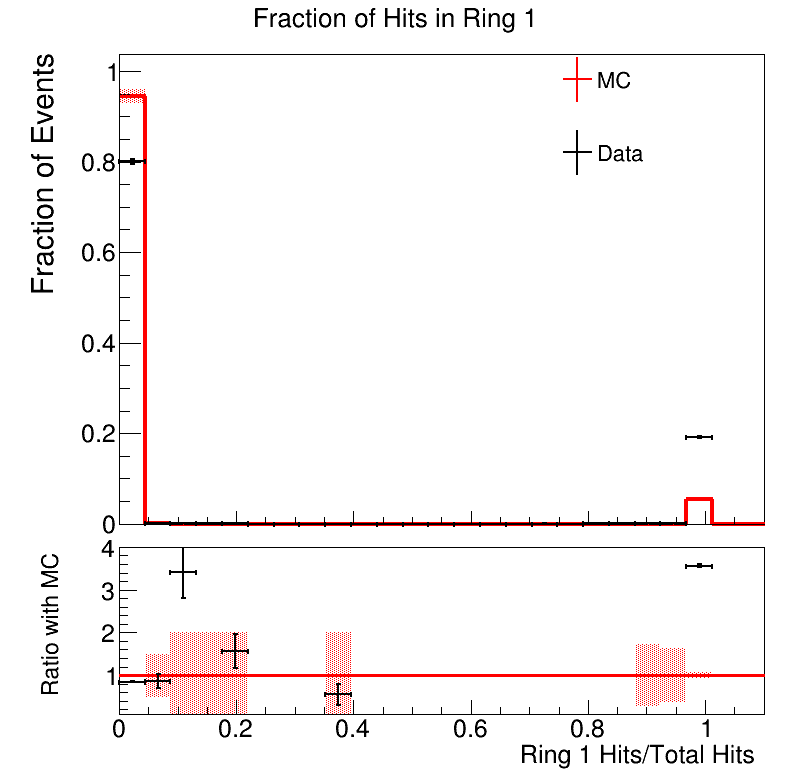 Fraction of Hits in Ring 1
Fraction of Events
1
0.8
0.6
0.4
0.2
0
MC
Data
Ratio with MC
4
3
2
1
0
0.2
0.4
0.6
0.8
1
Ring 1 Hits/Total Hits